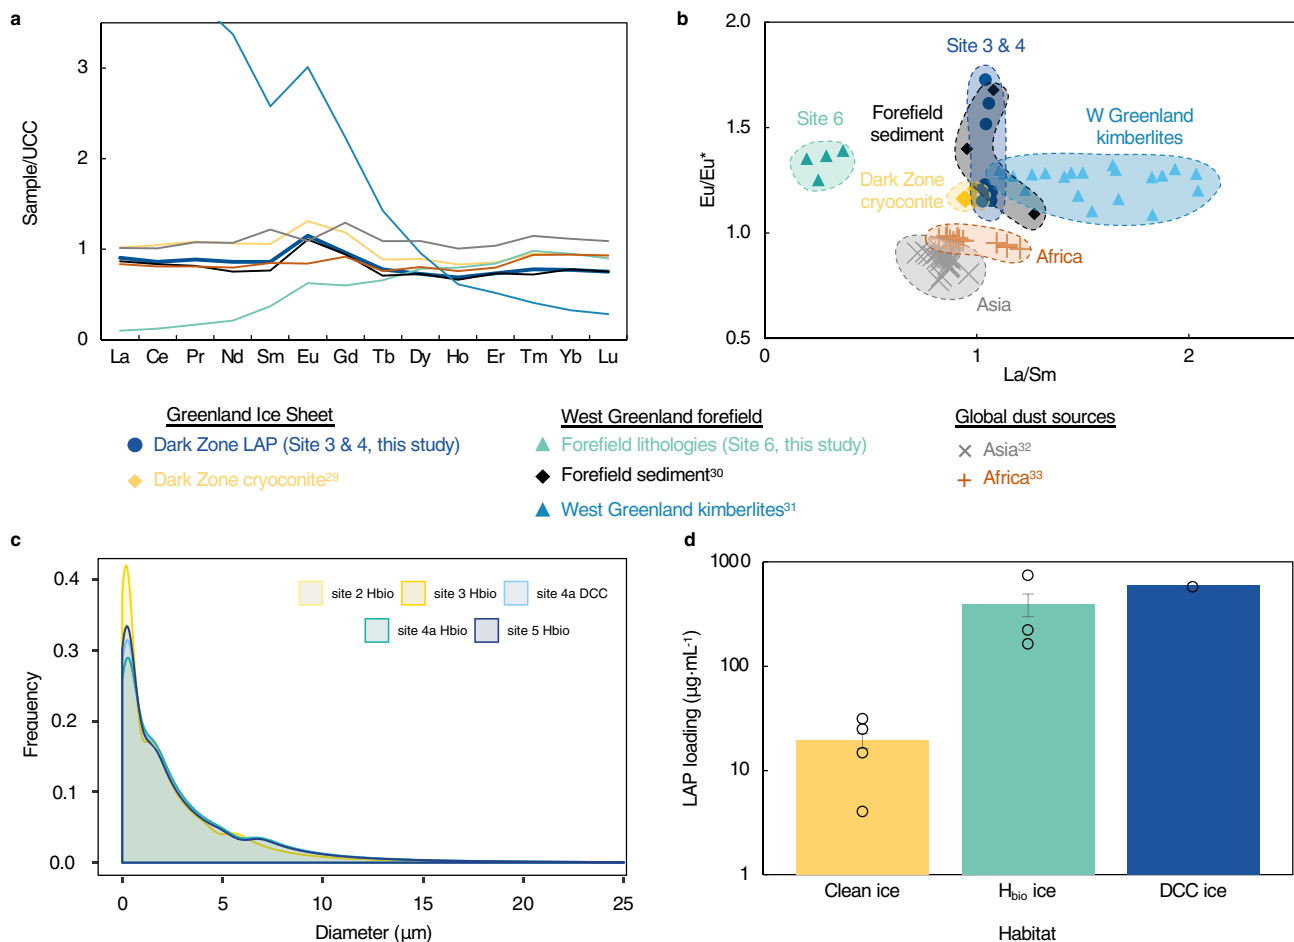 a
Sample/UCC
3
2
1
0
La Ce Pr Nd Sm Eu Gd Tb Dy Ho Er Tm Yb Lu
b
Eu/Eu*
2.0
1.5
1.0
0.5
0 1 2
La/Sm
Site 3 & 4
Site 6
Forefield
sediment
W Greenland
kimberlites
Dark Zone
cryoconite
Africa
Asia
Greenland Ice Sheet
Dark Zone LAP (Site 3 & 4, this study)
Dark Zone cryoconite²⁹
West Greenland forefield
Forefield lithologies (Site 6, this study)
Forefield sediment³⁰
West Greenland kimberlites³¹
Global dust sources
Asia³²
Africa³³
c
Frequency
0.4
0.3
0.2
0.1
0.0
site 2 Hbio site 3 Hbio site 4a DCC
site 4a Hbio site 5 Hbio
0 5 10 15 20 25
Diameter (µm)
d
LAP loading (µg·mL⁻¹)
1000
100
10
1
Clean ice H_bio ice DCC ice
Habitat